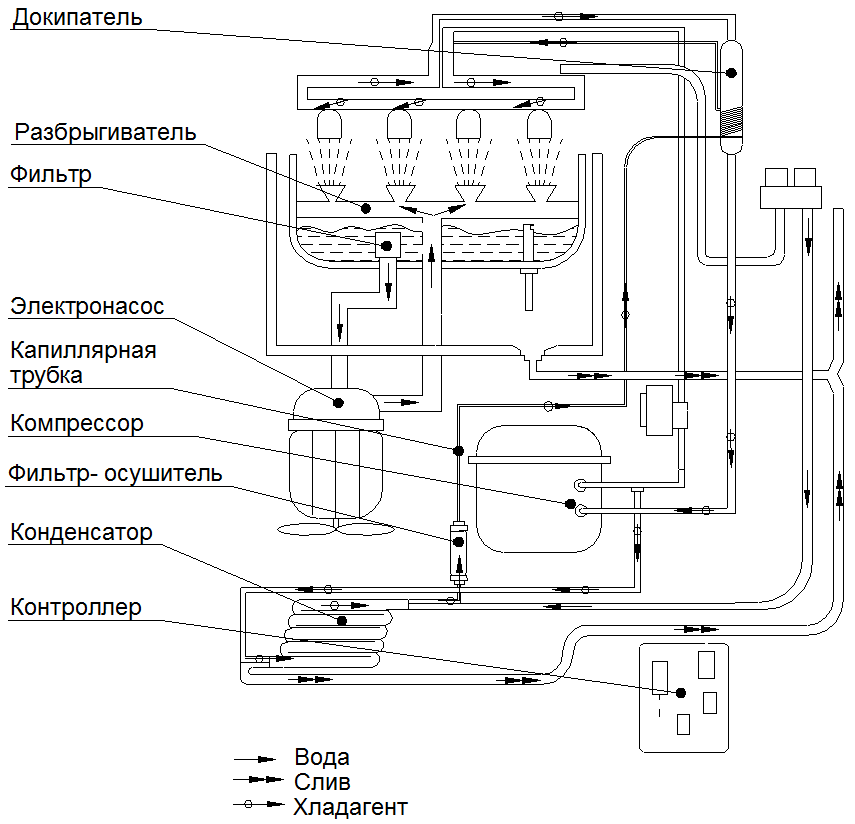 Докипатель
Разбрыгиватель
Фильтр
Электронасос
Капиллярная
трубка
Компрессор
Фильтр- осушитель
Конденсатор
Контроллер
Вода
Слив
Хладагент